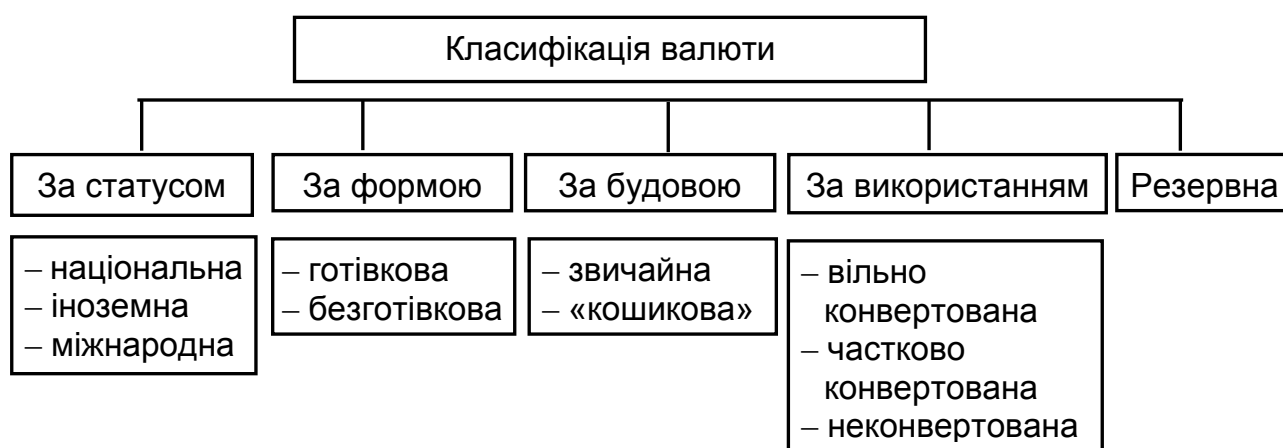 Класифікація валюти
За статусом
За формою
За будовою
За використанням
Резервна
– національна
– іноземна
– міжнародна
– готівкова
– безготівкова
– звичайна
– «кошикова»
– вільно
конвертована
– частково
конвертована
– неконвертована